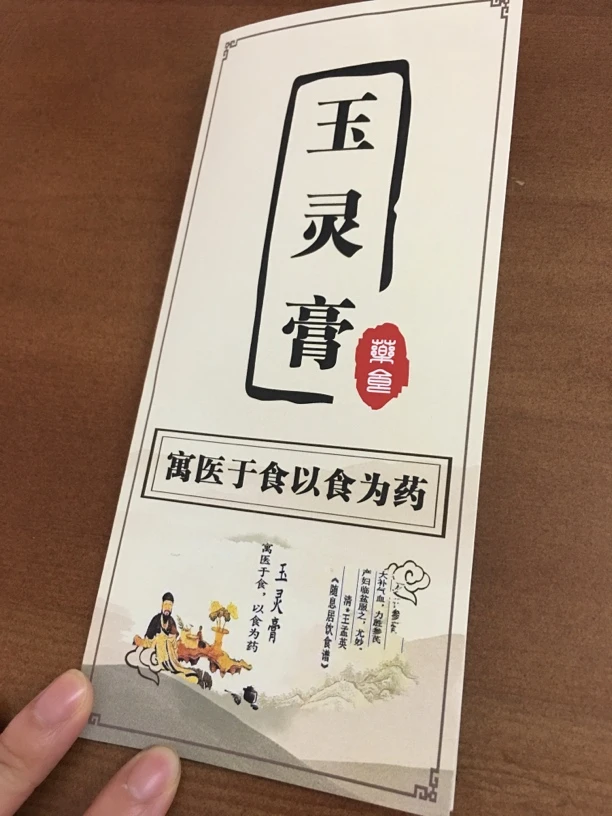 玉灵膏
藥食
寓医于食以食为药
玉灵膏
寓医于食，以食为药
大补气血，力胜参芪
产妇临盆服之，尤妙。
清·王孟英
《随息居饮食谱》